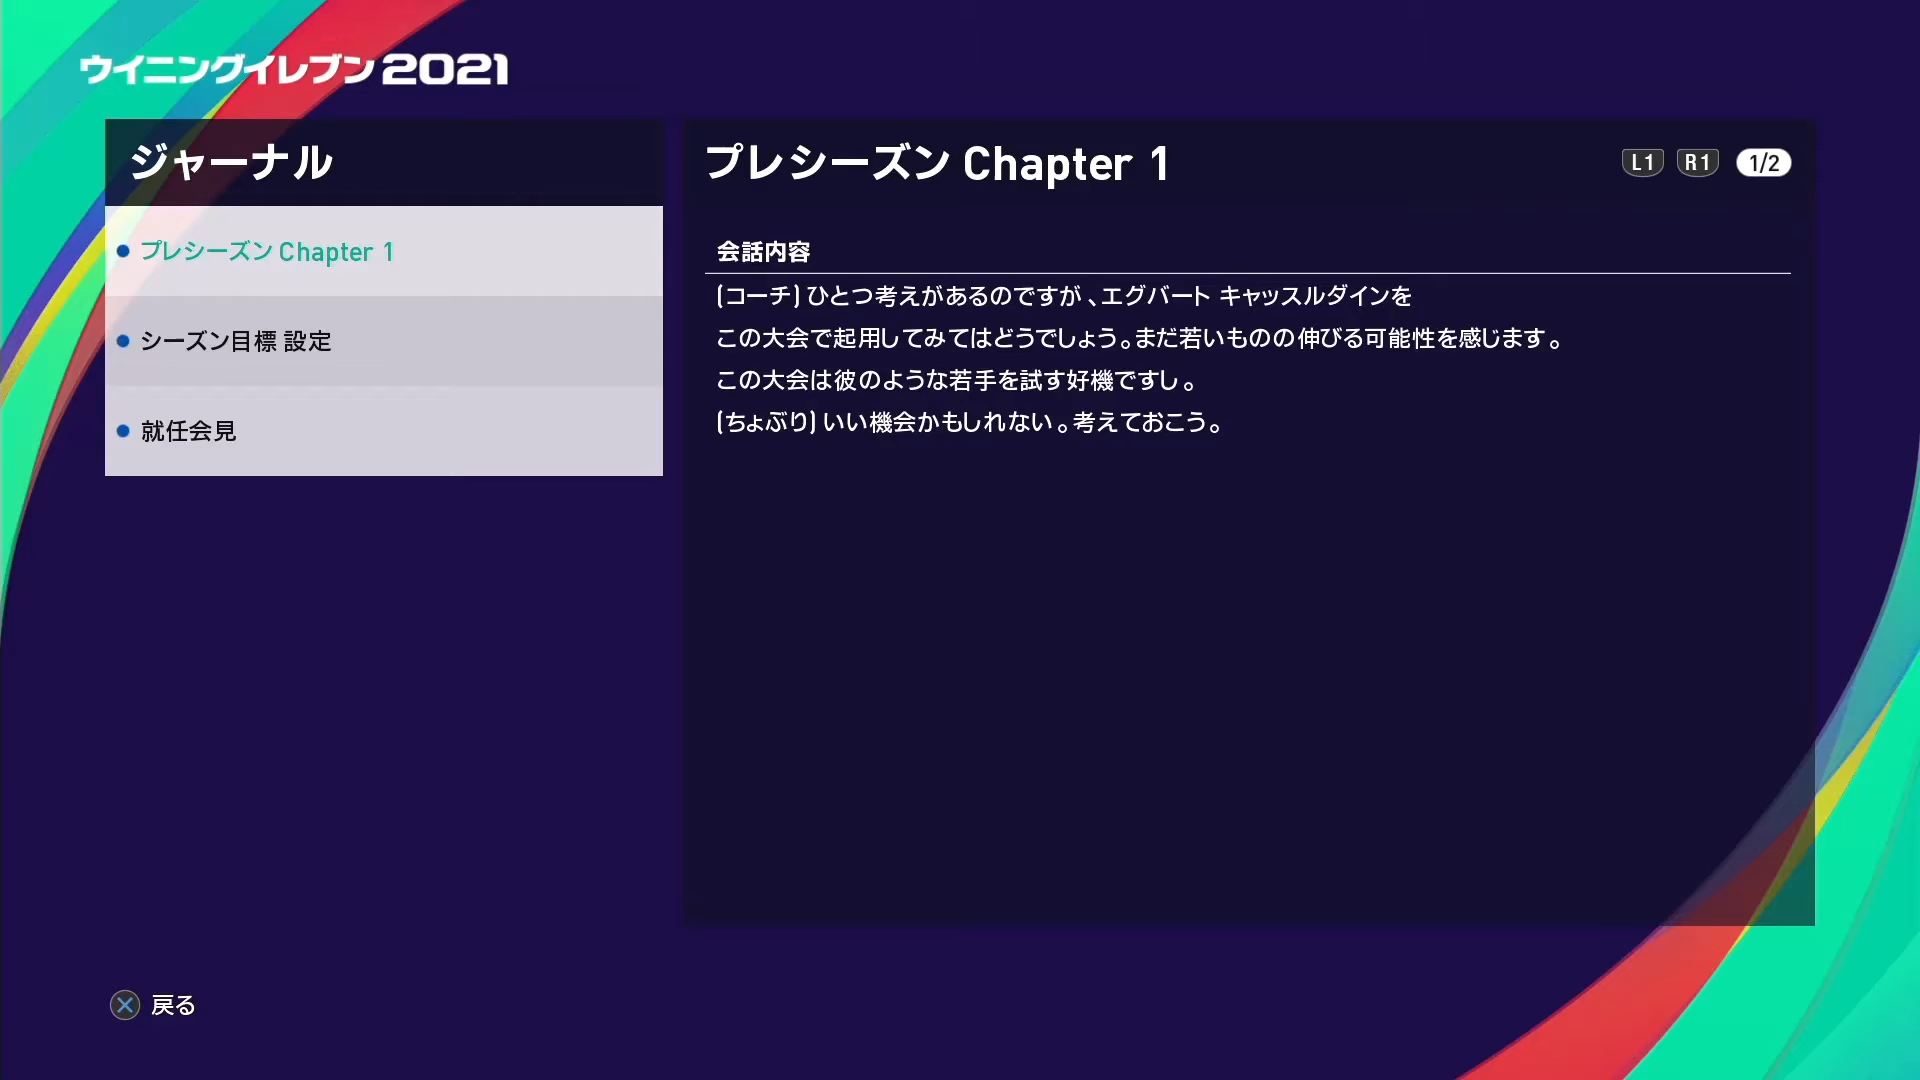 ウイニングイレブン 2021
ジャーナル
プレシーズン Chapter 1
シーズン目標 設定
就任会見
プレシーズン Chapter 1
L1 R1 1/2
会話内容
(コーチ) ひとつ考えがあるのですが、エグバート キャッスルダインを
この大会で起用してみてはどうでしょう。まだ若いものの伸びる可能性を感じます。
この大会は彼のような若手を試す好機ですし。
(ちょぶり) いい機会かもしれない。考えておこう。
戻る